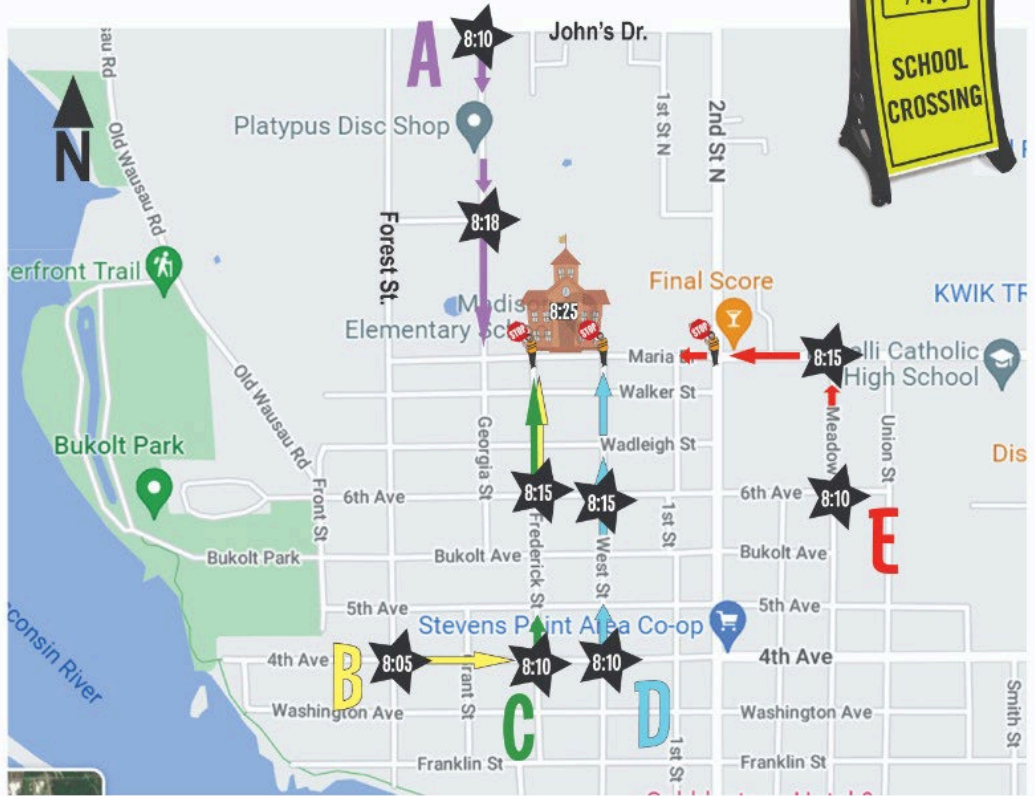 SCHOOL
CROSSING
A
8:10
John's Dr.
N
Old Wausau Rd
Platypus Disc Shop
1st St N
2nd St N
8:18
Forest St.
Final Score
8:25
Elementary
STOP
STOP
STOP
KWIK TR
Maria
8:15
Catholic
High School
Walker St
Old Wausau Rd
Georgia St
Wadleigh St
Meadow
Union St
Bukolt Park
Front St
6th Ave
8:15
8:15
1st St
6th Ave
8:10
E
Frederick St
West St
Bukolt Park
Bukolt Ave
Bukolt Ave
5th Ave
5th Ave
Stevens Point Area Co-op
B
4th Ave
8:05
8:10
8:10
4th Ave
C
D
Washington Ave
Washington Ave
Smith St
1st St
Franklin St
Franklin St
River